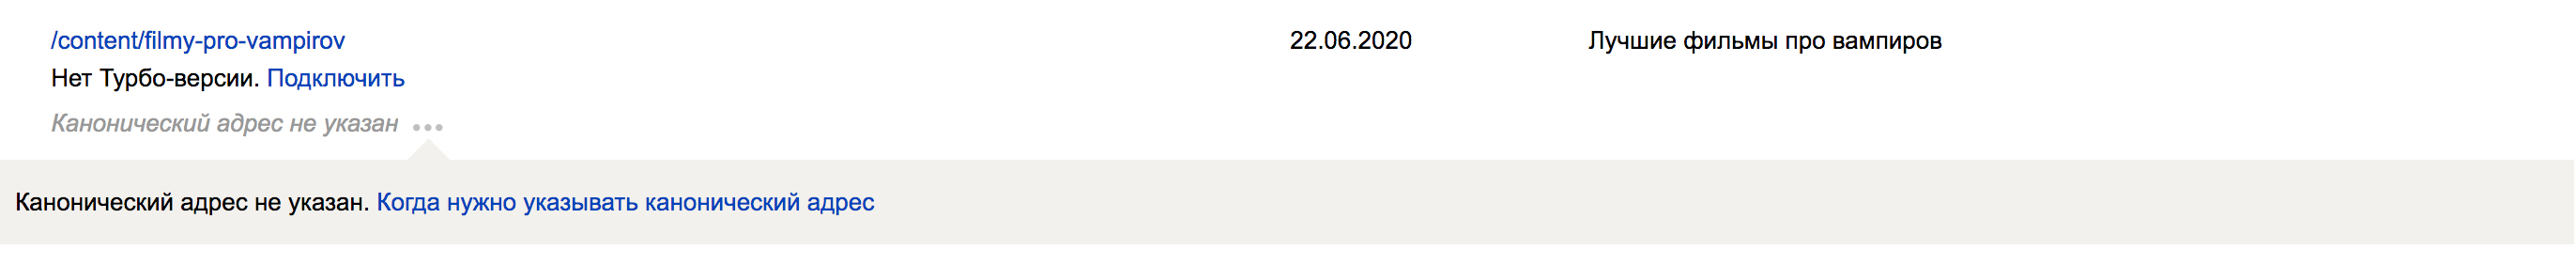 /content/filmy-pro-vampirov 22.06.2020 Лучшие фильмы про вампиров
Нет Турбо-версии. Подключить
Канонический адрес не указан
Канонический адрес не указан. Когда нужно указывать канонический адрес